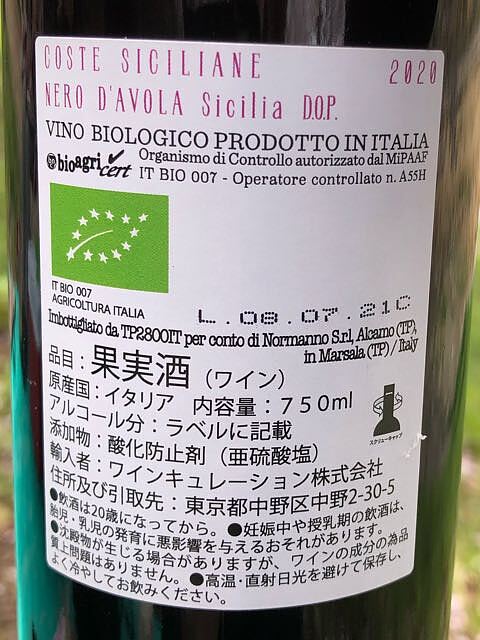 COSTE SICILIANE 2020
NERO D'AVOLA Sicilia D.O.P.
VINO BIOLOGICO PRODOTTO IN ITALIA
bioagricert Organismo di Controllo autorizzato dal MiPAAF
IT BIO 007 - Operatore controllato n. A55H
IT BIO 007
AGRICOLTURA ITALIA
L.08.07.21C
Imbottigliato da TP2800IT per conto di Normanno S.r.l, Alcamo (TP),
in Marsala (TP) / Italy
品目：果実酒（ワイン）
原産国：イタリア 内容量：７５０ml
アルコール分：ラベルに記載
添加物：酸化防止剤（亜硫酸塩）
スクリューキャップ
輸入者：ワインキュレーション株式会社
住所及び引取先：東京都中野区中野2-30-5
●飲酒は20歳になってから。●妊娠中や授乳期の飲酒は、
胎児・乳児の発育に悪影響を与えるおそれがあります。
●沈殿物が生じる場合がありますが、ワインの成分の為品
質上問題はありません。●高温・直射日光を避けて保存し、
よく冷やしてお飲みください。